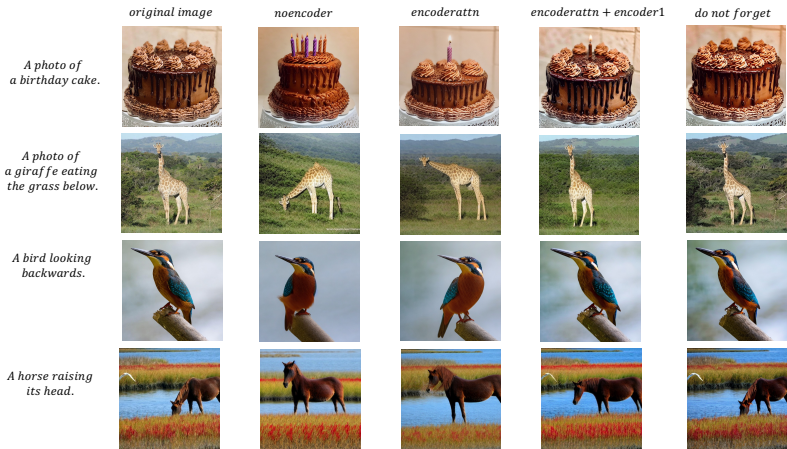 original image
noencoder
encoderattn
encoderattn + encoder1
do not forget
A photo of
a birthday cake.
A photo of
a giraffe eating
the grass below.
A bird looking
backwards.
A horse raising
its head.